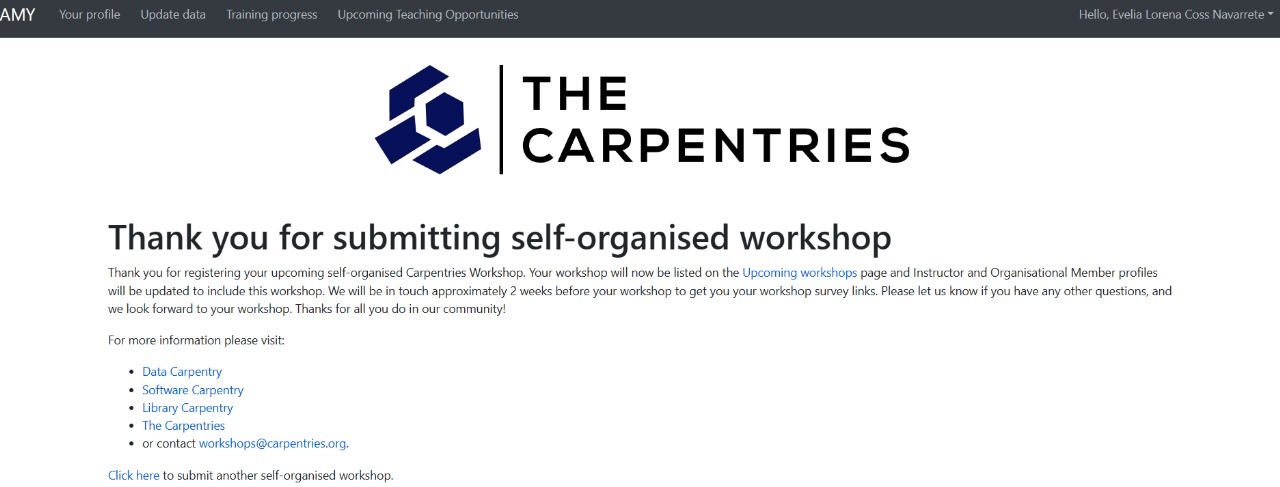 AMY Your profile Update data Training progress Upcoming Teaching Opportunities Hello, Evelia Lorena Coss Navarrete
THE
CARPENTRIES
Thank you for submitting self-organised workshop
Thank you for registering your upcoming self-organised Carpentries Workshop. Your workshop will now be listed on the Upcoming workshops page and Instructor and Organisational Member profiles
will be updated to include this workshop. We will be in touch approximately 2 weeks before your workshop to get you your workshop survey links. Please let us know if you have any other questions, and
we look forward to your workshop. Thanks for all you do in our community!
For more information please visit:
• Data Carpentry
• Software Carpentry
• Library Carpentry
• The Carpentries
• or contact workshops@carpentries.org.
Click here to submit another self-organised workshop.